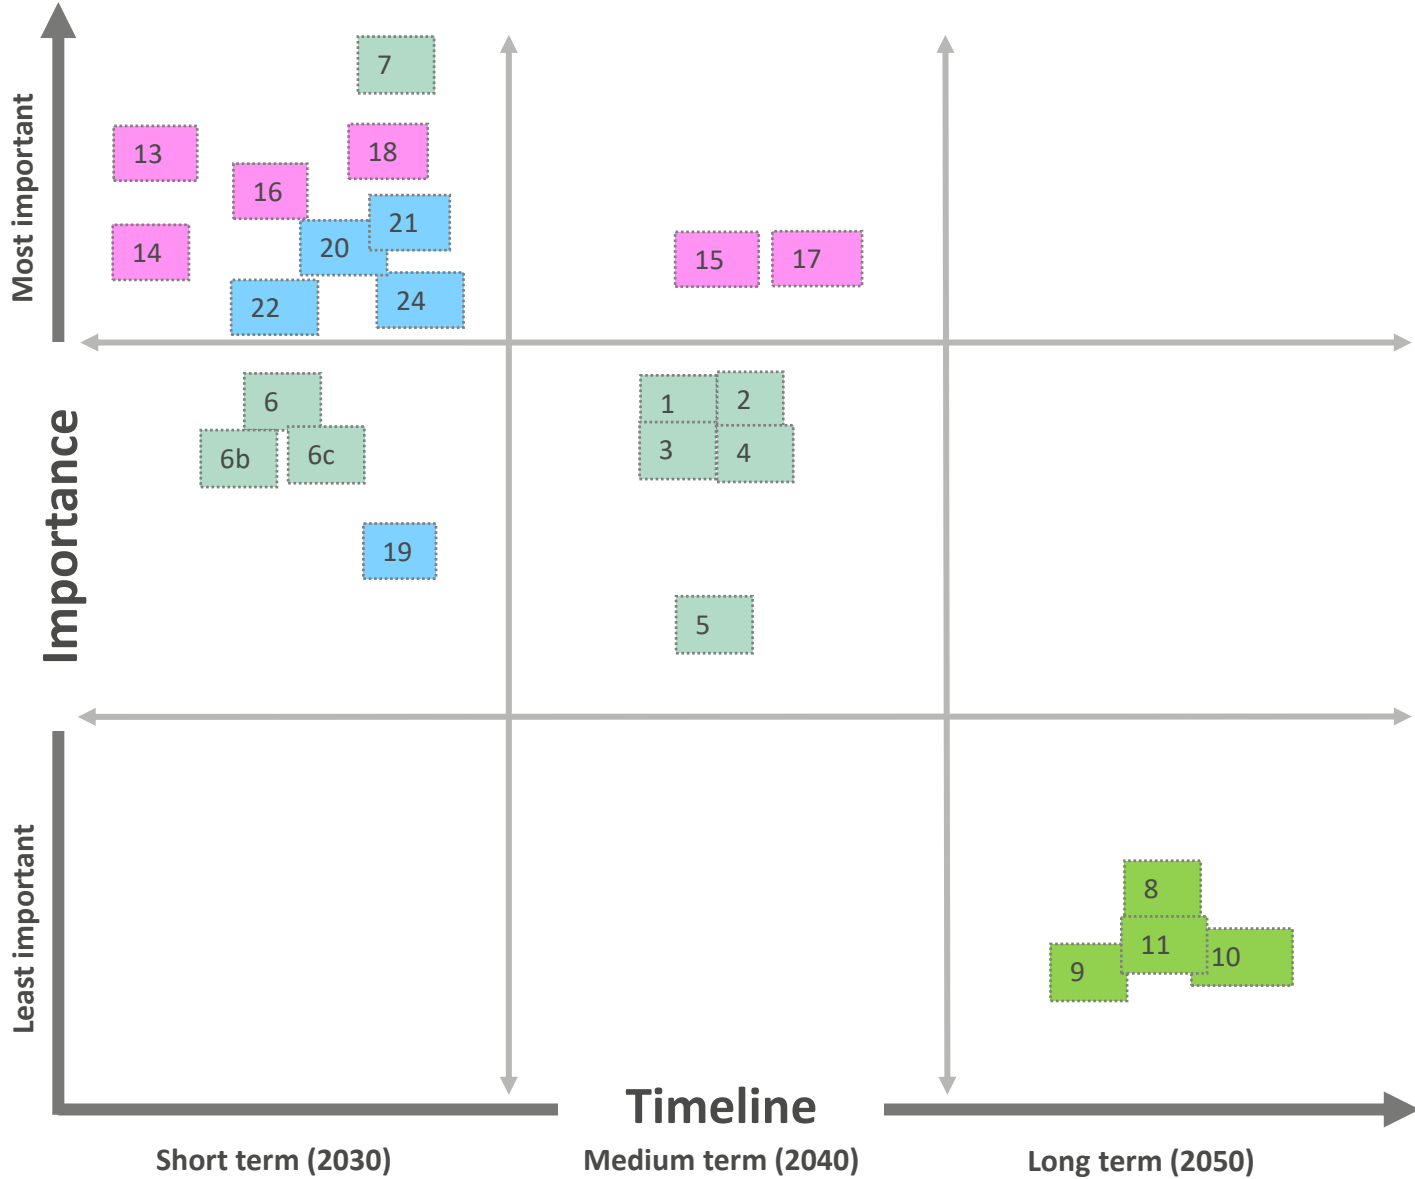 Most important
Importance
Least important
7
13
18
16
21
20
14
15
17
24
22
6
2
1
3
4
6b
6c
19
5
8
11
10
9
Timeline
Short term (2030)
Medium term (2040)
Long term (2050)